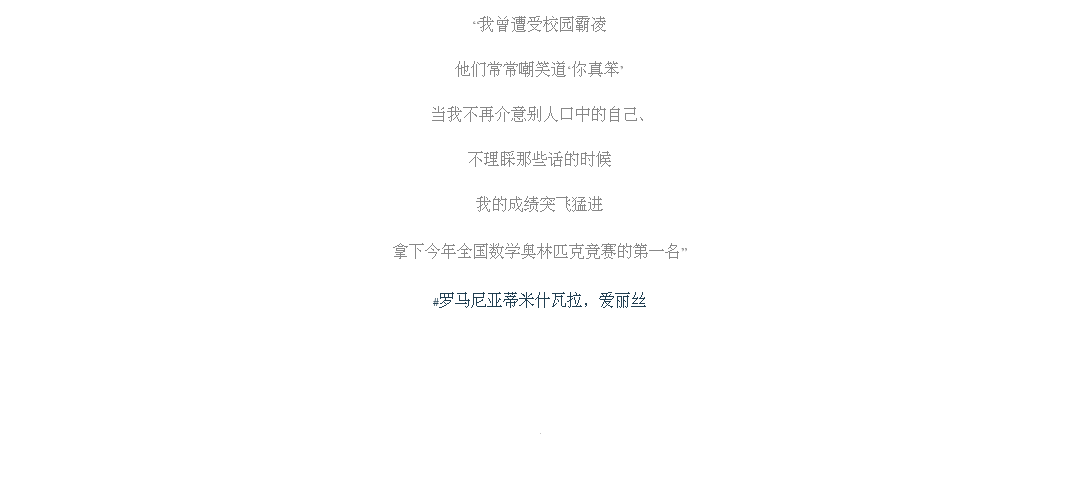 “我曾遭受校园霸凌
他们常常嘲笑道‘你真笨’
当我不再介意别人口中的自己、
不理睬那些话的时候
我的成绩突飞猛进
拿下今年全国数学奥林匹克竞赛的第一名”
#罗马尼亚蒂米什瓦拉，爱丽丝